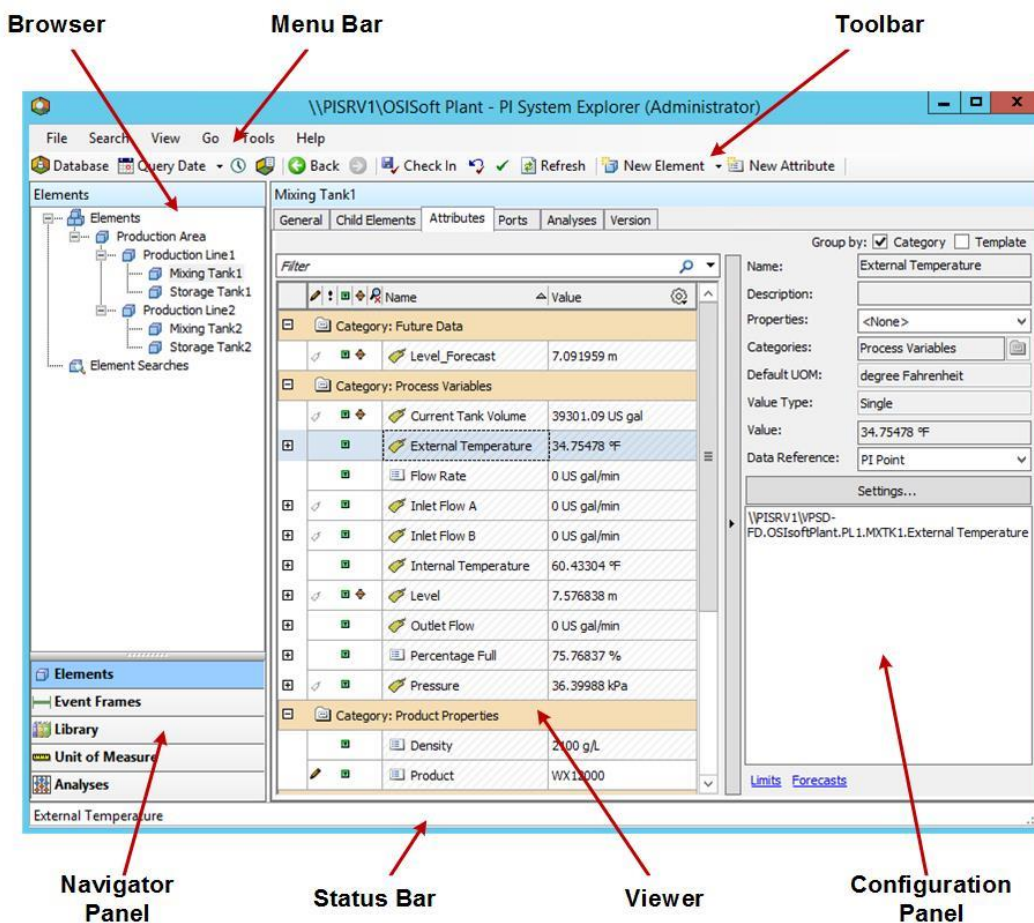 Browser
Menu Bar
Toolbar
\\PISRV1\OSISoft Plant - PI System Explorer (Administrator)
File Search View Go Tools Help
Database Query Date Back Check In Refresh New Element New Attribute
Elements
Elements
Production Area
Production Line1
Mixing Tank1
Storage Tank1
Production Line2
Mixing Tank2
Storage Tank2
Element Searches
Elements
Event Frames
Library
Unit of Measure
Analyses
Mixing Tank1
General Child Elements Attributes Ports Analyses Version
Group by: Category Template
Filter
Name Value
Category: Future Data
Level_Forecast 7.091959 m
Category: Process Variables
Current Tank Volume 39301.09 US gal
External Temperature 34.75478 °F
Flow Rate 0 US gal/min
Inlet Flow A 0 US gal/min
Inlet Flow B 0 US gal/min
Internal Temperature 60.43304 °F
Level 7.576838 m
Outlet Flow 0 US gal/min
Percentage Full 75.76837 %
Pressure 36.39988 kPa
Category: Product Properties
Density 2100 g/L
Product WX12000
Name: External Temperature
Description:
Properties: <None>
Categories: Process Variables
Default UOM: degree Fahrenheit
Value Type: Single
Value: 34.75478 °F
Data Reference: PI Point
Settings...
\\PISRV1\VPSD-
FD.OSIsoftPlant.PL1.MXTK1.External Temperature
Limits Forecasts
External Temperature
Navigator
Panel
Status Bar
Viewer
Configuration
Panel